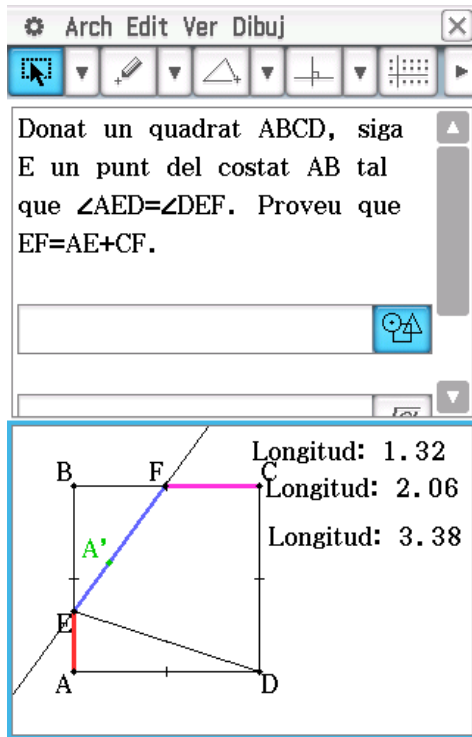 Arch Edit Ver Dibuj
Donat un quadrat ABCD, siga
E un punt del costat AB tal
que ∠AED=∠DEF. Proveu que
EF=AE+CF.
Longitud: 1.32
B F C
Longitud: 2.06
Longitud: 3.38
A'
E
A D